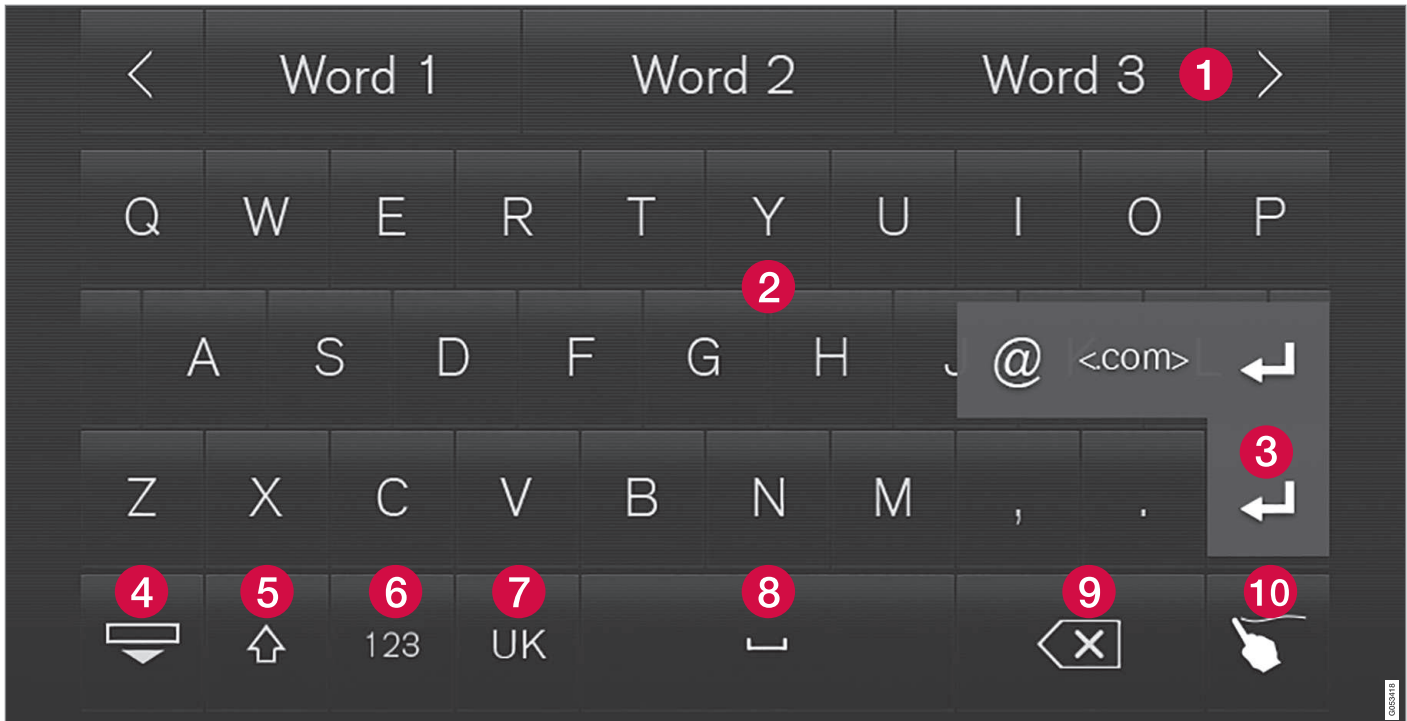 < Word 1 Word 2 Word 3 1 >
Q W E R T Y U I O P
2
A S D F G H J @ K <.com> L
3
Z X C V B N M , .
4 5 6 7 8 9 10
123 UK
G053418